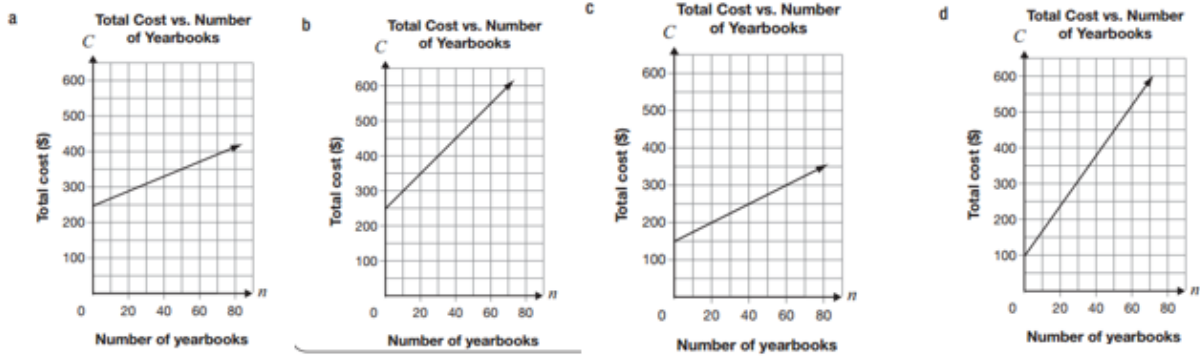 a
Total Cost vs. Number
of Yearbooks
C
Total cost ($)
600
500
400
300
200
100
0
20 40 60 80
n
Number of yearbooks
b
Total Cost vs. Number
of Yearbooks
C
Total cost ($)
600
500
400
300
200
100
0
20 40 60 80
n
Number of yearbooks
c
Total Cost vs. Number
of Yearbooks
C
Total cost ($)
600
500
400
300
200
100
0
20 40 60 80
n
Number of yearbooks
d
Total Cost vs. Number
of Yearbooks
C
Total cost ($)
600
500
400
300
200
100
0
20 40 60 80
n
Number of yearbooks